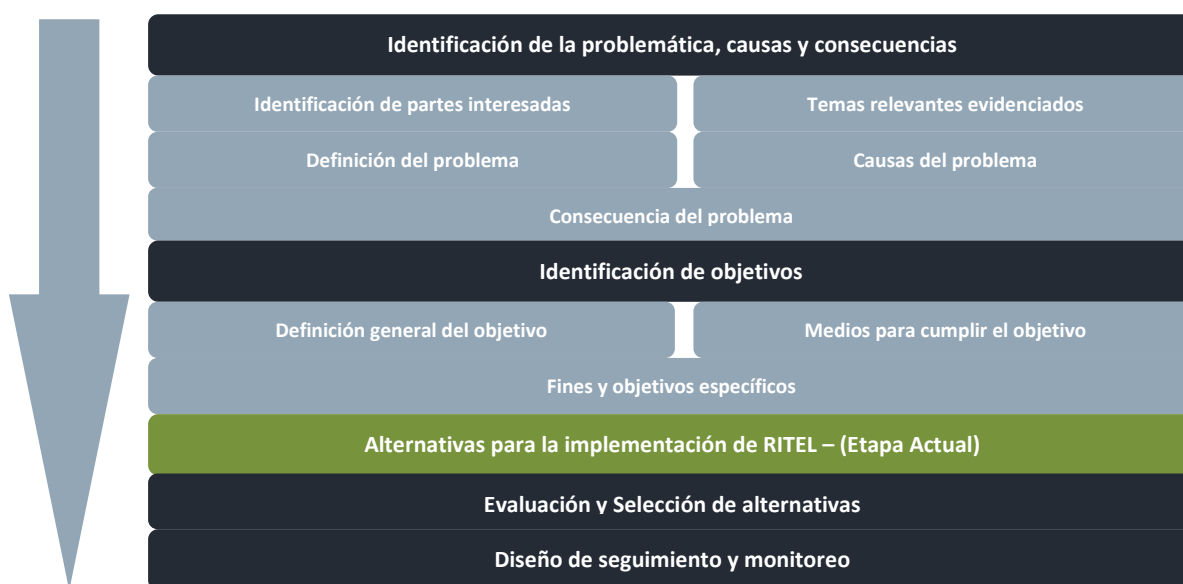 Identificación de la problemática, causas y consecuencias
Identificación de partes interesadas
Temas relevantes evidenciados
Definición del problema
Causas del problema
Consecuencia del problema
Identificación de objetivos
Definición general del objetivo
Medios para cumplir el objetivo
Fines y objetivos específicos
Alternativas para la implementación de RITEL – (Etapa Actual)
Evaluación y Selección de alternativas
Diseño de seguimiento y monitoreo